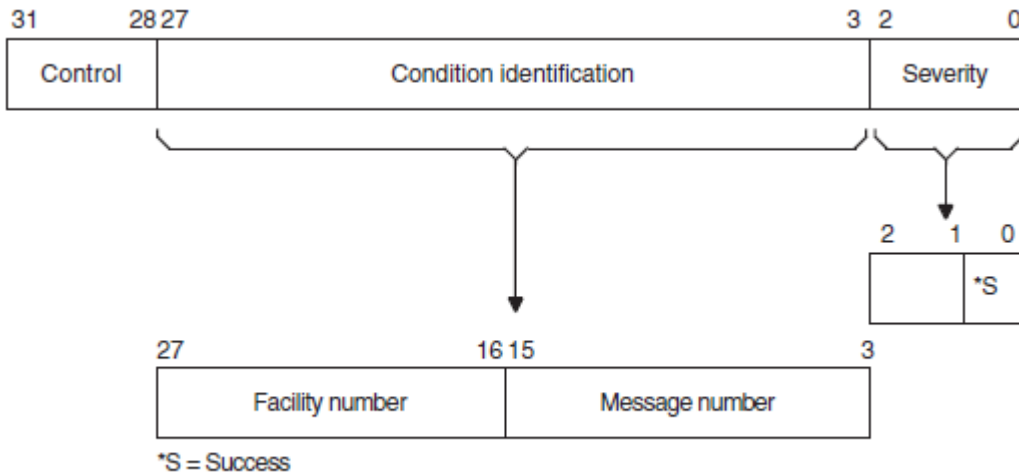 31 28 27 3 2 0
Control Condition identification Severity
2 1 0
*S
27 16 15 3
Facility number Message number
*S = Success